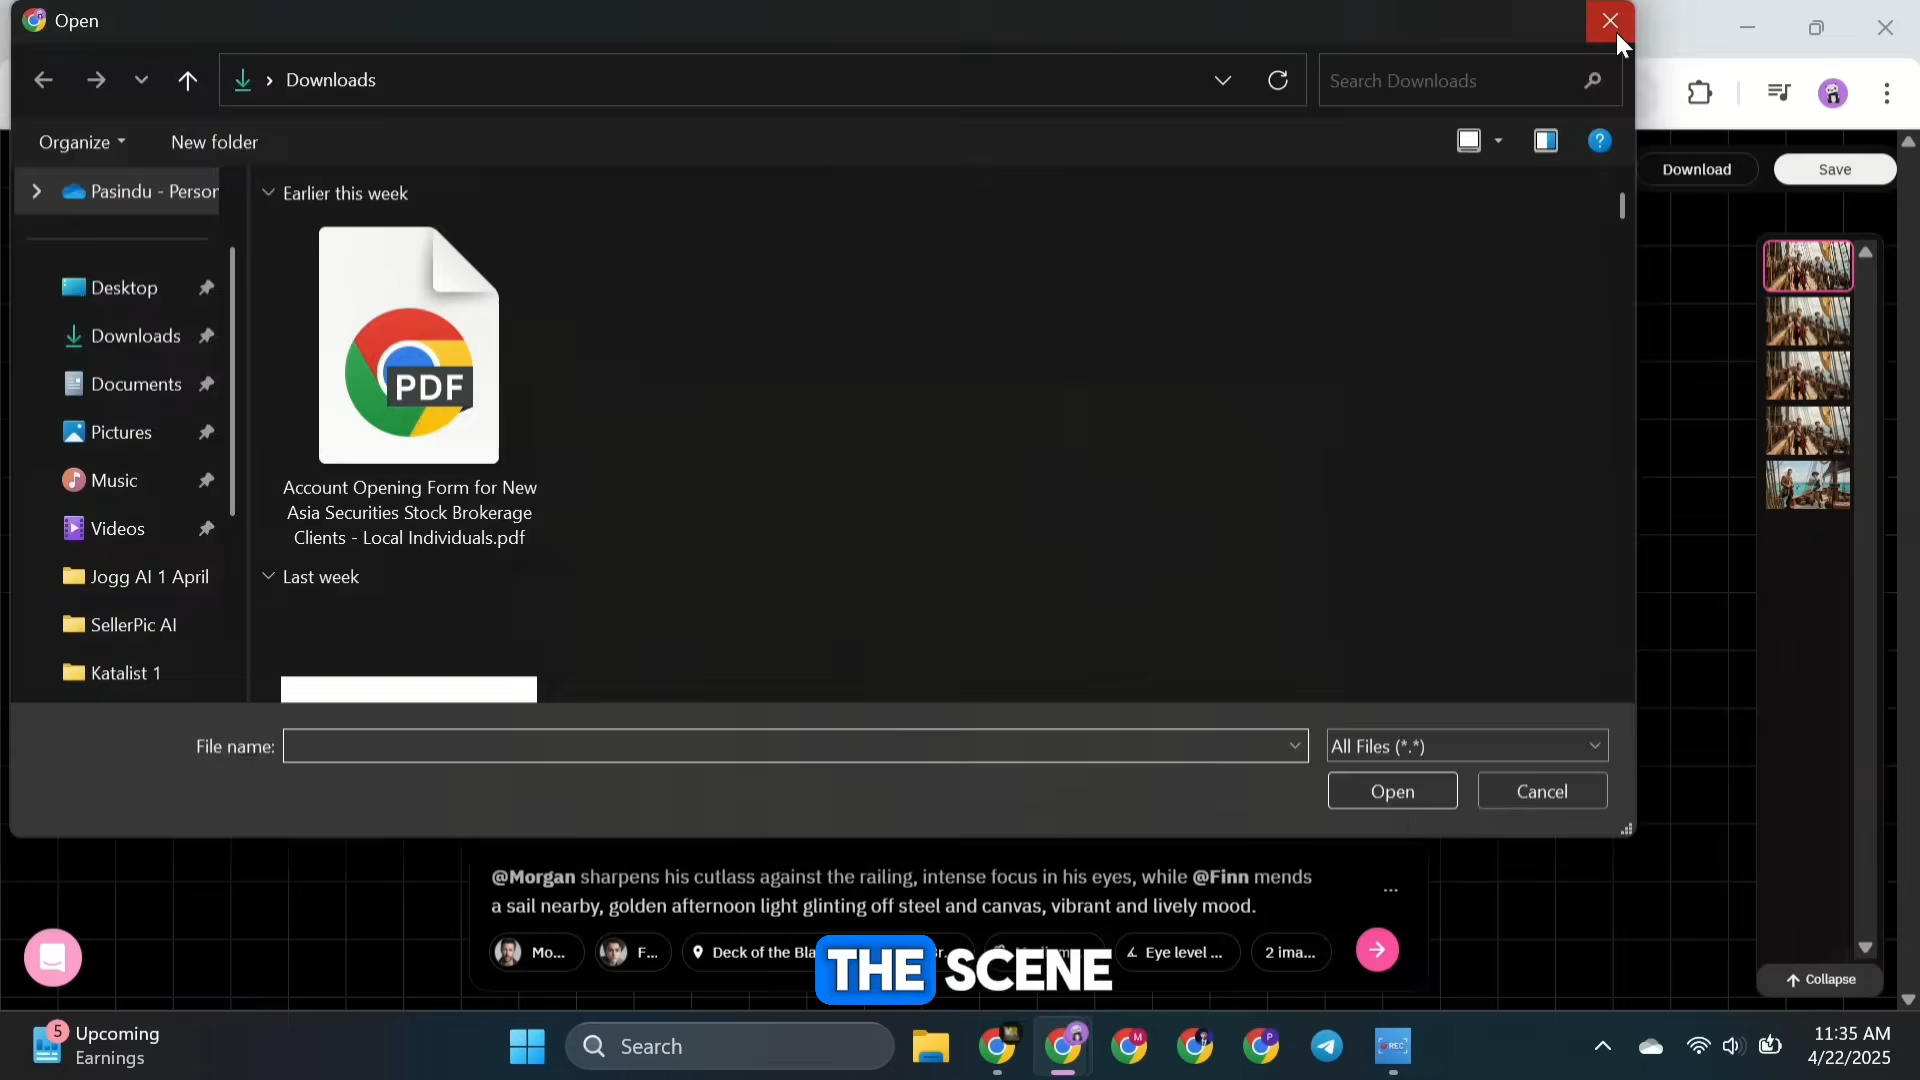 Open
Downloads
Search Downloads
Organize
New folder
?
Download
Save
Pasindu - Person
Earlier this week
Desktop
Downloads
Documents
Pictures
Music
Videos
Jogg AI 1 April
SellerPic AI
Katalist 1
PDF
Account Opening Form for New
Asia Securities Stock Brokerage
Clients - Local Individuals.pdf
Last week
File name:
All Files (*.*)
Open
Cancel
@Morgan sharpens his cutlass against the railing, intense focus in his eyes, while @Finn mends
a sail nearby, golden afternoon light glinting off steel and canvas, vibrant and lively mood.
...
Mo...
F...
Deck of the Bla
Eye level ...
2 ima...
THE SCENE
Collapse
5
Upcoming
Earnings
Search
M
P
REC
11:35 AM
4/22/2025